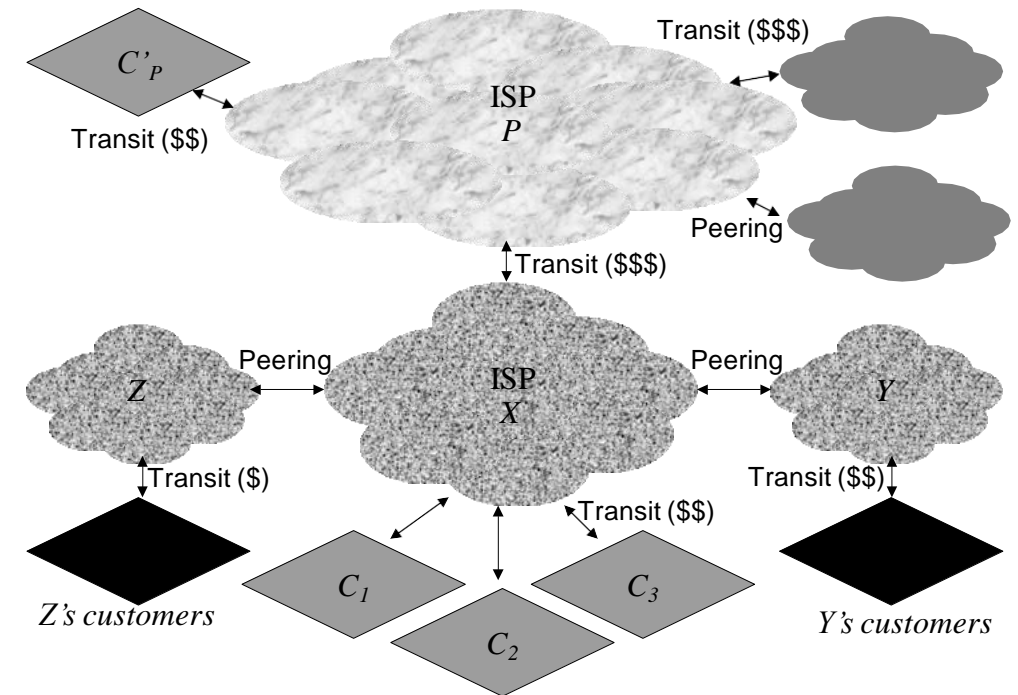 Transit ($$$)
C'P
ISP
P
Transit ($$)
Peering
Transit ($$$)
Peering
Peering
Z
ISP
X
Y
Transit ($)
Transit ($$)
Transit ($$)
C1
C3
Z's customers
Y's customers
C2